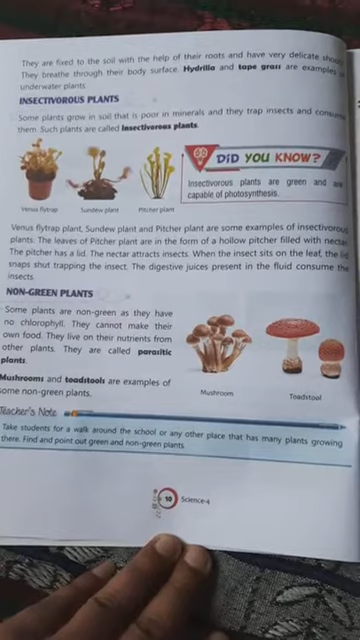 They are fixed to the soil with the help of their roots and have very delicate
They breathe through their body surface. Hydrilla and tape grass are examples
underwater plants
INSECTIVOROUS PLANTS
Some plants grow in soil that is poor in minerals and they trap insects and consume
them. Such plants are called insectivorous plants.
DID YOU KNOW?
Insectivorous plants are green and are
capable of photosynthesis.
Venus flytrap
Sundew plant
Pitcher plant
Venus flytrap plant, Sundew plant and Pitcher plant are some examples of insectivorous
plants. The leaves of Pitcher plant are in the form of a hollow pitcher filled with nectar.
The pitcher has a lid. The nectar attracts insects. When the insect sits on the leaf, the lid
snaps shut trapping the insect. The digestive juices present in the fluid consume the
insects.
NON-GREEN PLANTS
Some plants are non-green as they have
no chlorophyll. They cannot make their
own food. They live on their nutrients from
other plants. They are called parasitic
plants.
Mushrooms and toadstools are examples of
some non-green plants.
Mushroom
Toadstool
Teacher's Note
Take students for a walk around the school or any other place that has many plants growing
there. Find and point out green and non-green plants.
10
Science-4